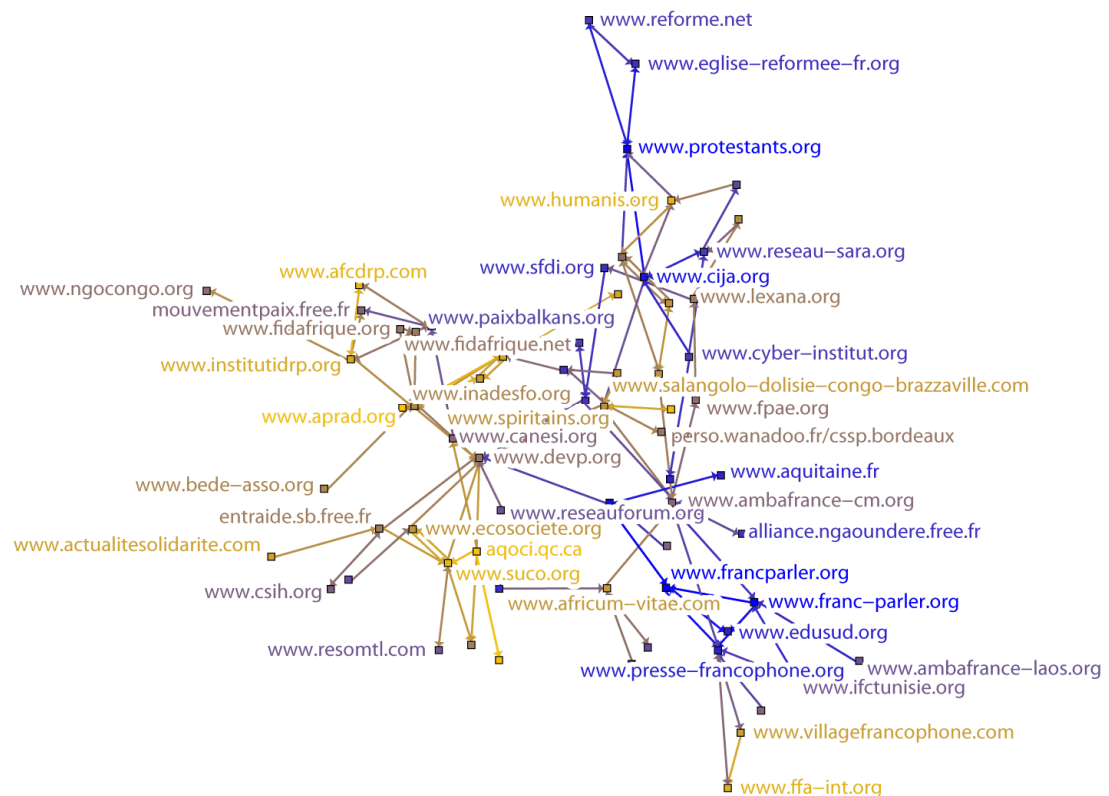 www.reforme.net
www.eglise−reformee−fr.org
www.protestants.org
www.humanis.org
www.reseau−sara.org
www.sfdi.org
www.afcdrp.com
www.cija.org
www.ngocongo.org
www.lexana.org
mouvementpaix.free.fr
www.paixbalkans.org
www.fidafrique.org
www.fidafrique.net
www.cyber−institut.org
www.institutidrp.org
www.salangolo−dolisie−congo−brazzaville.com
www.inadesfo.org
www.fpae.org
www.aprad.org
www.spiritains.org
www.canesi.org
perso.wanadoo.fr/cssp.bordeaux
www.devp.org
www.aquitaine.fr
www.bede−asso.org
www.ambafrance−cm.org
www.reseauforum.org
entraide.sb.free.fr
www.ecosociete.org
alliance.ngaoundere.free.fr
www.actualitesolidarite.com
aqoci.qc.ca
www.suco.org
www.francparler.org
www.csih.org
www.africum−vitae.com
www.franc−parler.org
www.edusud.org
www.resomtl.com
www.presse−francophone.org
www.ambafrance−laos.org
www.ifctunisie.org
www.villagefrancophone.com
www.ffa−int.org